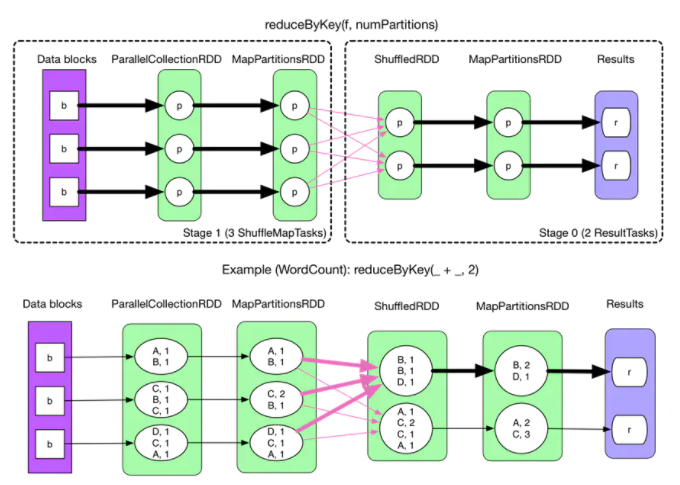 reduceByKey(f, numPartitions)
Data blocks
ParallelCollectionRDD
MapPartitionsRDD
ShuffledRDD
MapPartitionsRDD
Results
b
p
p
p
p
r
b
p
p
p
p
r
b
p
p
Stage 1 (3 ShuffleMapTasks)
Stage 0 (2 ResultTasks)
Example (WordCount): reduceByKey(_ + _, 2)
Data blocks
ParallelCollectionRDD
MapPartitionsRDD
ShuffledRDD
MapPartitionsRDD
Results
b
A, 1
B, 1
A, 1
B, 1
B, 1
B, 1
D, 1
B, 2
D, 1
r
b
C, 1
B, 1
C, 1
C, 2
B, 1
A, 1
C, 2
C, 1
A, 1
A, 2
C, 3
r
b
D, 1
C, 1
A, 1
D, 1
C, 1
A, 1